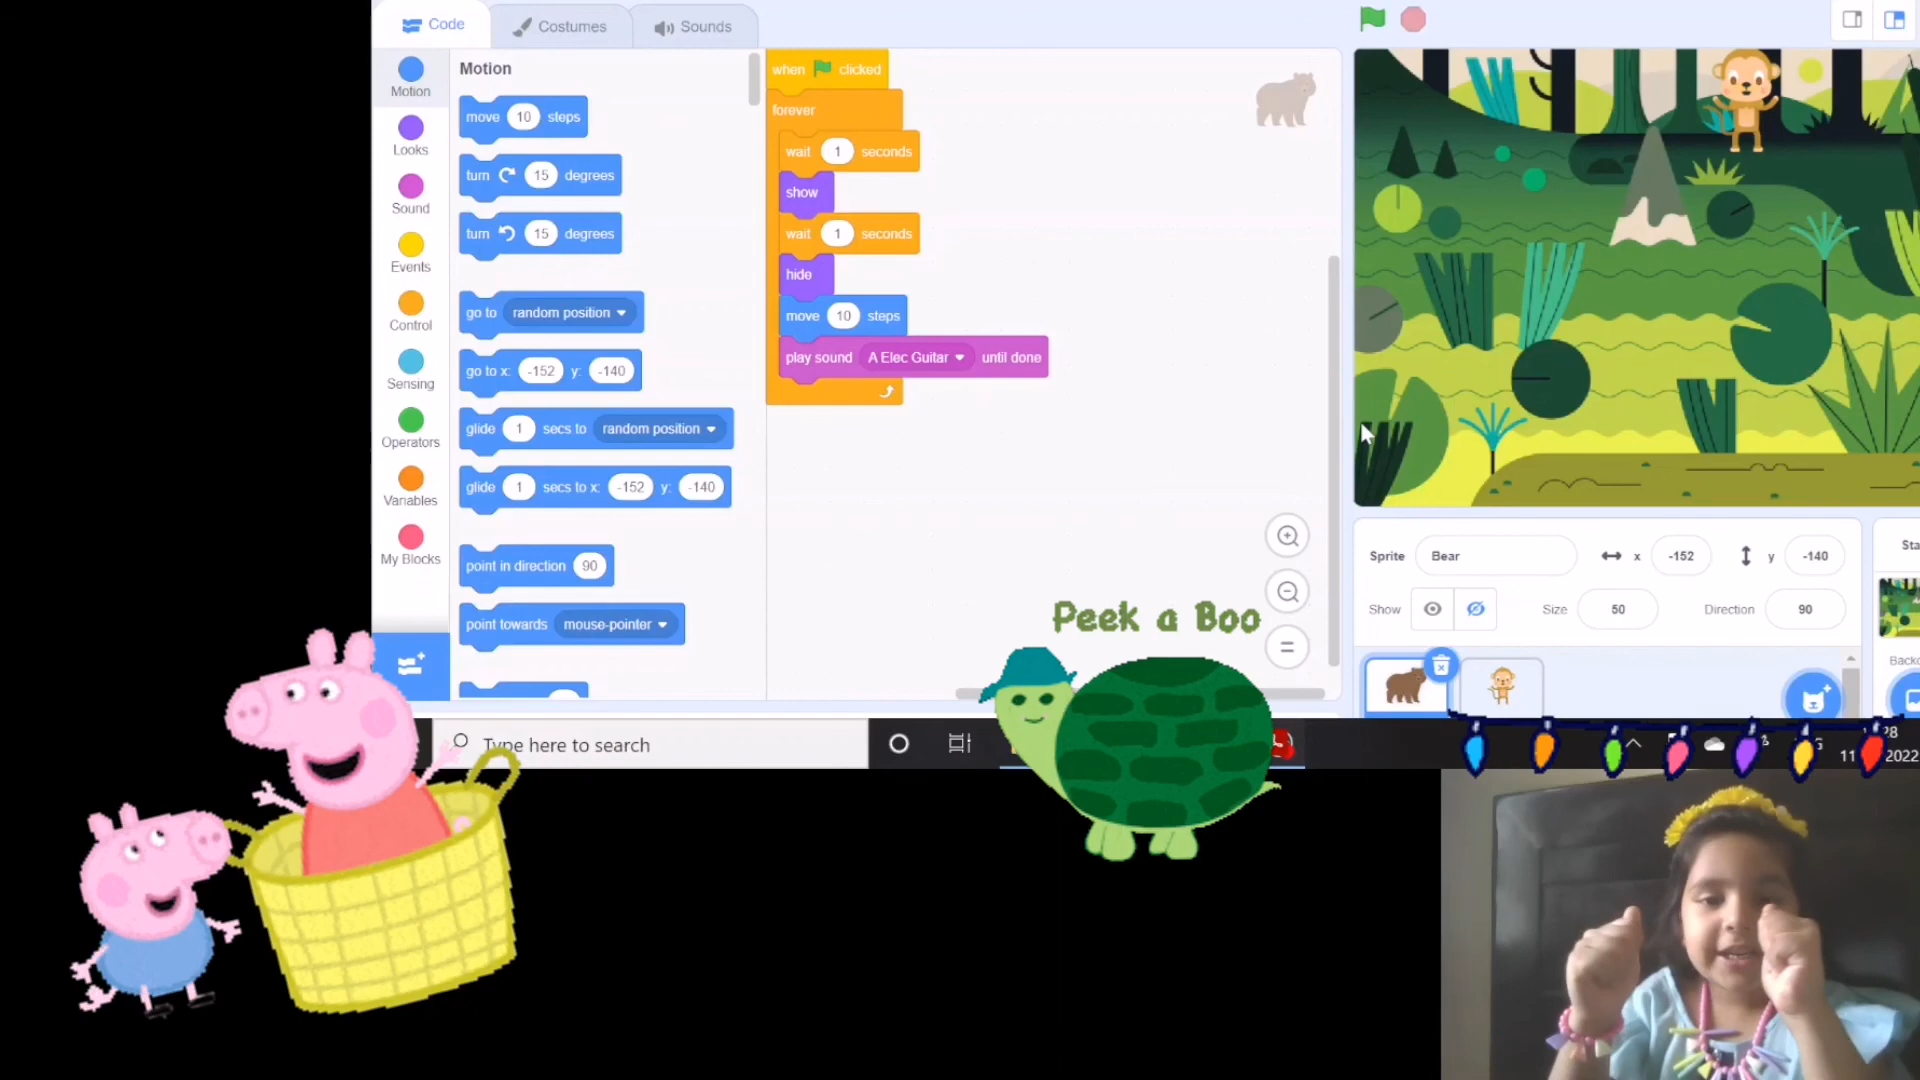 Code
Costumes
Sounds
Motion
Looks
Sound
Events
Control
Sensing
Operators
Variables
My Blocks
Motion
move 10 steps
turn 15 degrees
turn 15 degrees
go to random position
go to x: -152 y: -140
glide 1 secs to random position
glide 1 secs to x: -152 y: -140
point in direction 90
point towards mouse-pointer
when clicked
forever
wait 1 seconds
show
wait 1 seconds
hide
move 10 steps
play sound A Elec Guitar until done
Sprite Bear x -152 y -140
Show Size 50 Direction 90
Sta
Backd
Peek a Boo
Type here to search
28
11 2022